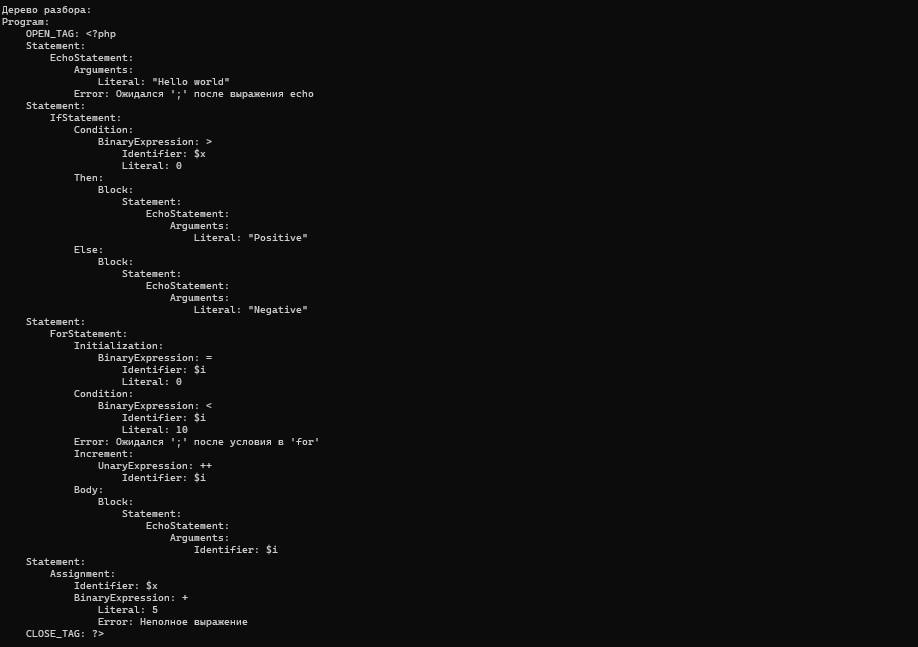 Дерево разбора:
Program:
    OPEN_TAG: <?php
    Statement:
        EchoStatement:
            Arguments:
                Literal: "Hello world"
            Error: Ожидался ';' после выражения echo
    Statement:
        IfStatement:
            Condition:
                BinaryExpression: >
                    Identifier: $x
                    Literal: 0
            Then:
                Block:
                    Statement:
                        EchoStatement:
                            Arguments:
                                Literal: "Positive"
            Else:
                Block:
                    Statement:
                        EchoStatement:
                            Arguments:
                                Literal: "Negative"
    Statement:
        ForStatement:
            Initialization:
                BinaryExpression: =
                    Identifier: $i
                    Literal: 0
            Condition:
                BinaryExpression: <
                    Identifier: $i
                    Literal: 10
            Error: Ожидался ';' после условия в 'for'
            Increment:
                UnaryExpression: ++
                    Identifier: $i
            Body:
                Block:
                    Statement:
                        EchoStatement:
                            Arguments:
                                Identifier: $i
    Statement:
        Assignment:
            Identifier: $x
            BinaryExpression: +
                Literal: 5
                Error: Неполное выражение
    CLOSE_TAG: ?>